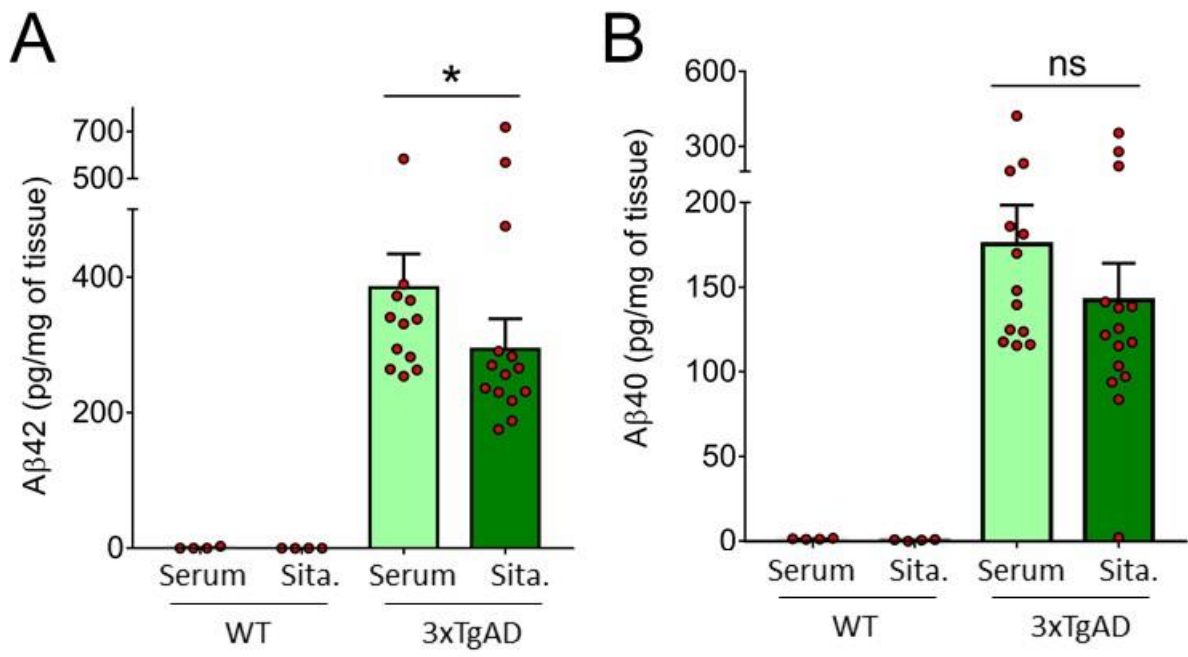 A
Aβ42 (pg/mg of tissue)
700
500
400
200
0
*
Serum Sita. Serum Sita.
WT 3xTgAD
B
Aβ40 (pg/mg of tissue)
600
300
200
150
100
50
0
ns
Serum Sita. Serum Sita.
WT 3xTgAD